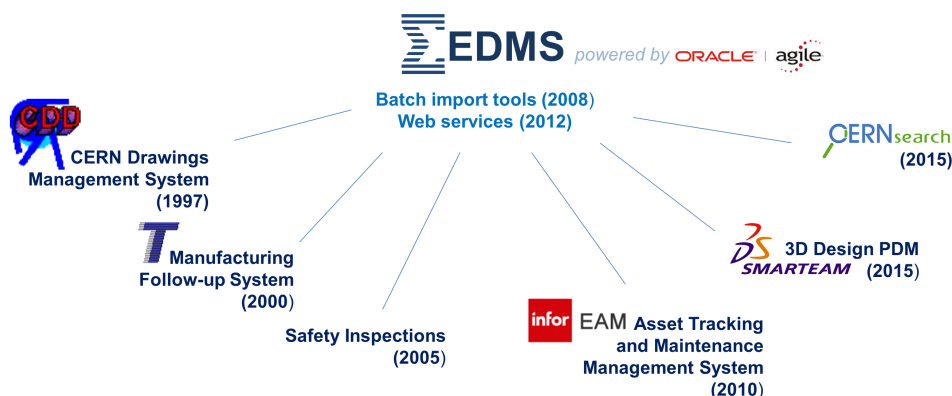 EDMS powered by ORACLE | agile
Batch import tools (2008)
Web services (2012)
CDD
CERN Drawings
Management System
(1997)
CERNsearch
(2015)
T Manufacturing
Follow-up System
(2000)
3D Design PDM
SMARTEAM (2015)
Safety Inspections
(2005)
infor EAM Asset Tracking
and Maintenance
Management System
(2010)